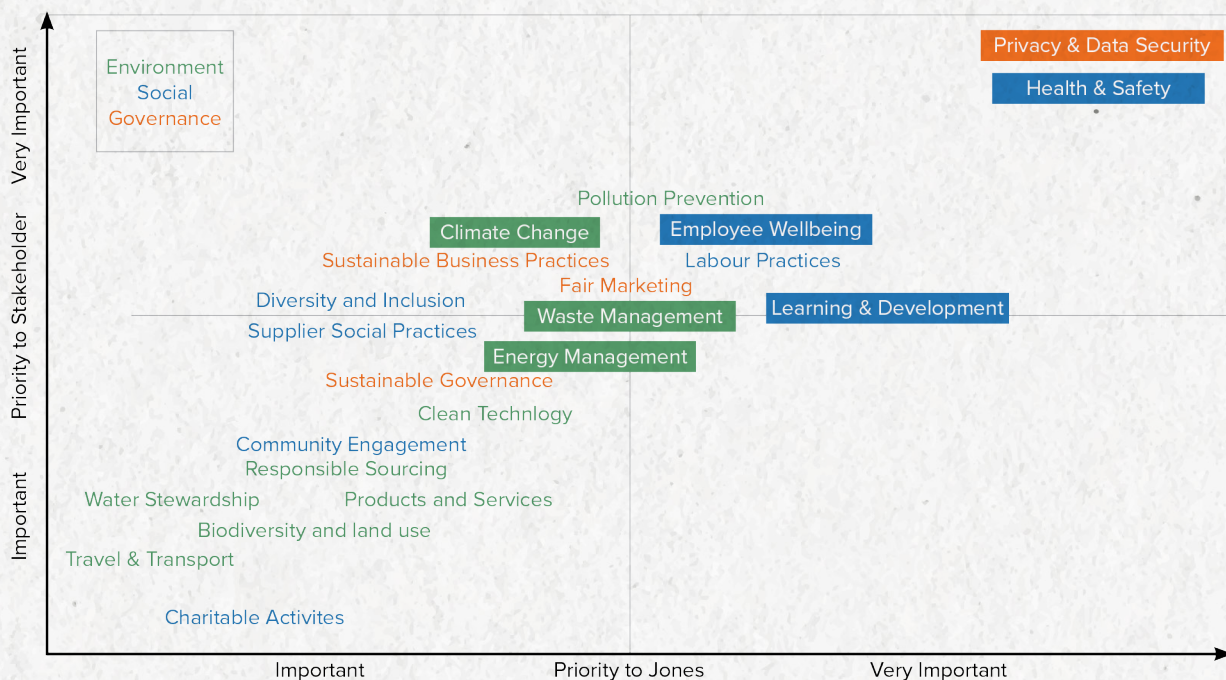 Very Important
Priority to Stakeholder
Important
Environment
Social
Governance
Privacy & Data Security
Health & Safety
Pollution Prevention
Climate Change
Employee Wellbeing
Sustainable Business Practices
Labour Practices
Fair Marketing
Diversity and Inclusion
Learning & Development
Waste Management
Supplier Social Practices
Energy Management
Sustainable Governance
Clean Technlogy
Community Engagement
Responsible Sourcing
Water Stewardship
Products and Services
Biodiversity and land use
Travel & Transport
Charitable Activites
Important
Priority to Jones
Very Important